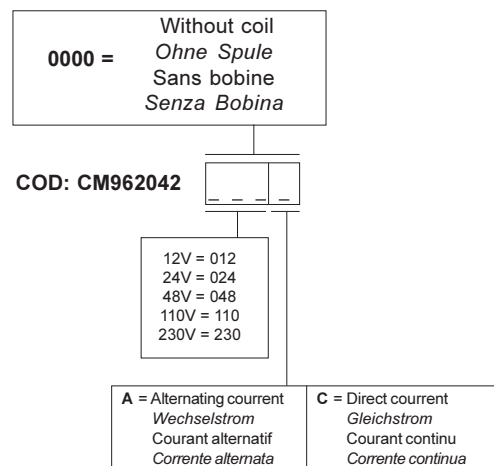 Without coil
0000 = Ohne Spule
Sans bobine
Senza Bobina
COD: CM962042 _ _ _ _
12V = 012
24V = 024
48V = 048
110V = 110
230V = 230
A = Alternating courrent
Wechselstrom
Courant alternatif
Corrente alternata
C = Direct courrent
Gleichstrom
Courant continu
Corrente continua